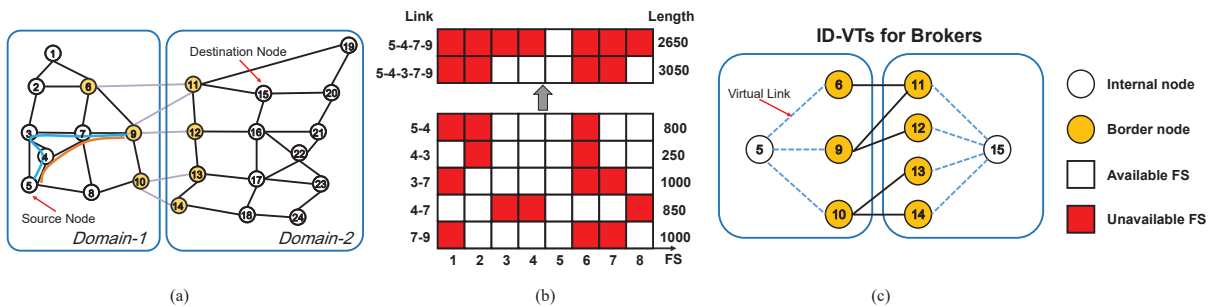 1
2
6
3
7
9
4
5
8
10
Source Node
Domain-1
Destination Node
19
11
15
20
12
16
21
22
13
17
23
14
18
24
Domain-2
(a)
Link
Length
5-4-7-9
2650
5-4-3-7-9
3050
5-4
800
4-3
250
3-7
1000
4-7
850
7-9
1000
1 2 3 4 5 6 7 8
FS
(b)
ID-VTs for Brokers
Virtual Link
6
11
5
9
12
15
13
10
14
(c)
Internal node
Border node
Available FS
Unavailable FS